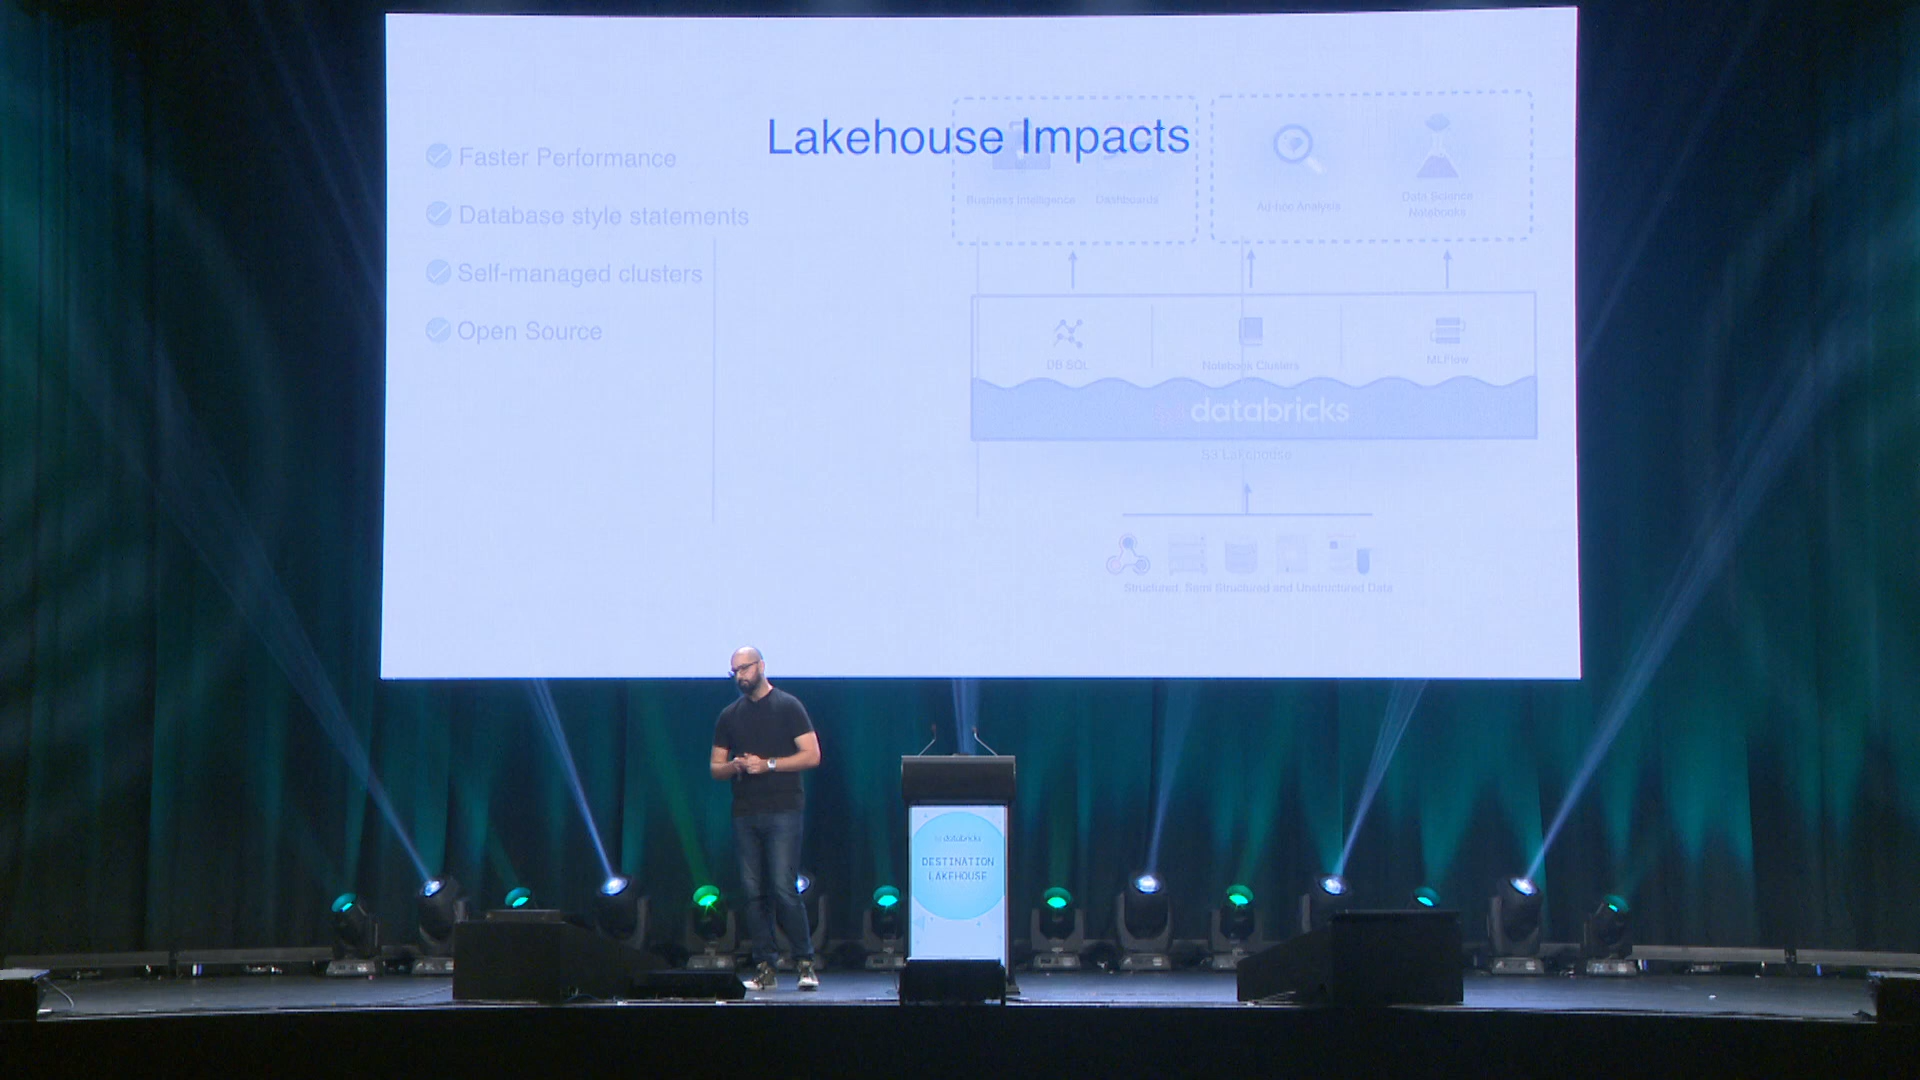 Lakehouse Impacts
Faster Performance
Database style statements
Self-managed clusters
Open Source
Business Intelligence
Dashboards
Ad-hoc Analysis
Data Science
Notebooks
DB SQL
Notebook Clusters
MLFlow
databricks
S3 Lakehouse
Structured, Semi Structured and Unstructured Data
databricks
DESTINATION
LAKEHOUSE